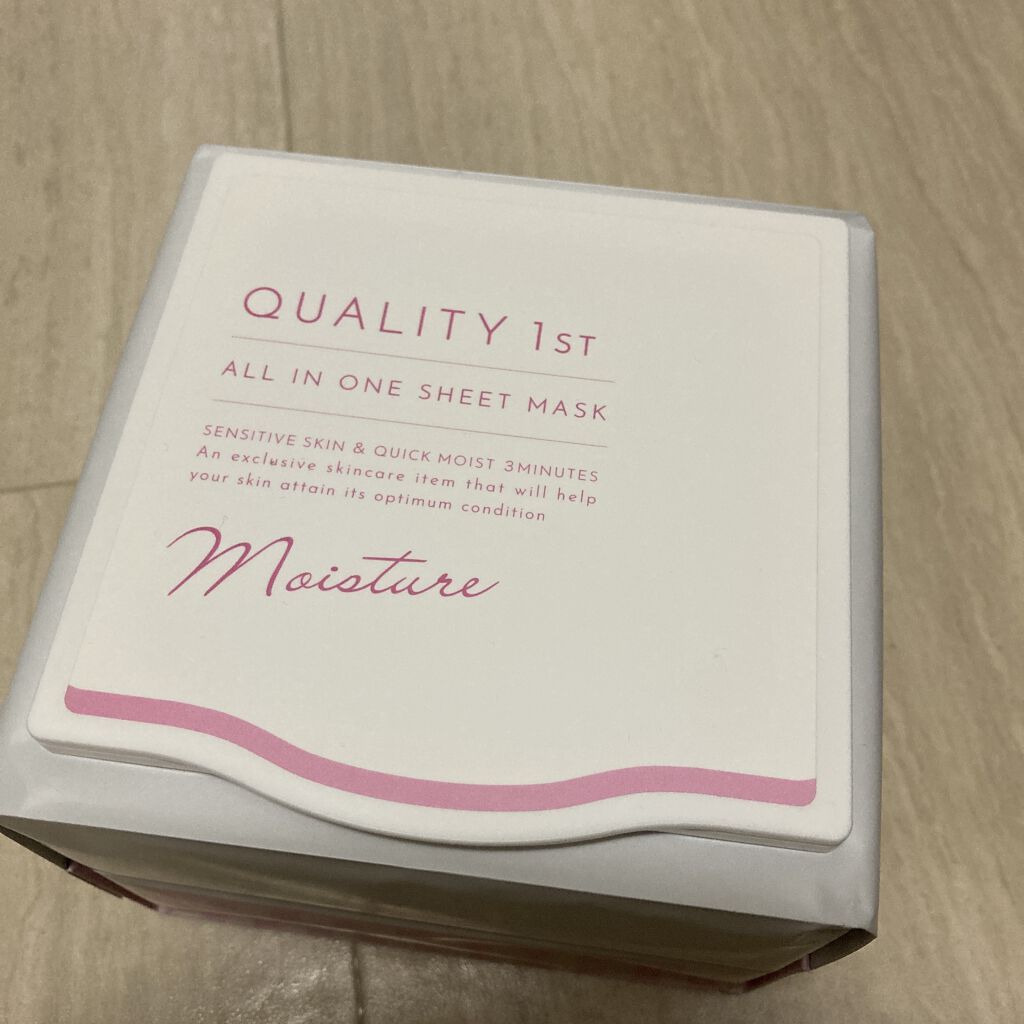 QUALITY 1ST
ALL IN ONE SHEET MASK
SENSITIVE SKIN & QUICK MOIST 3MINUTES
An exclusive skincare item that will help
your skin attain its optimum condition
Moisture